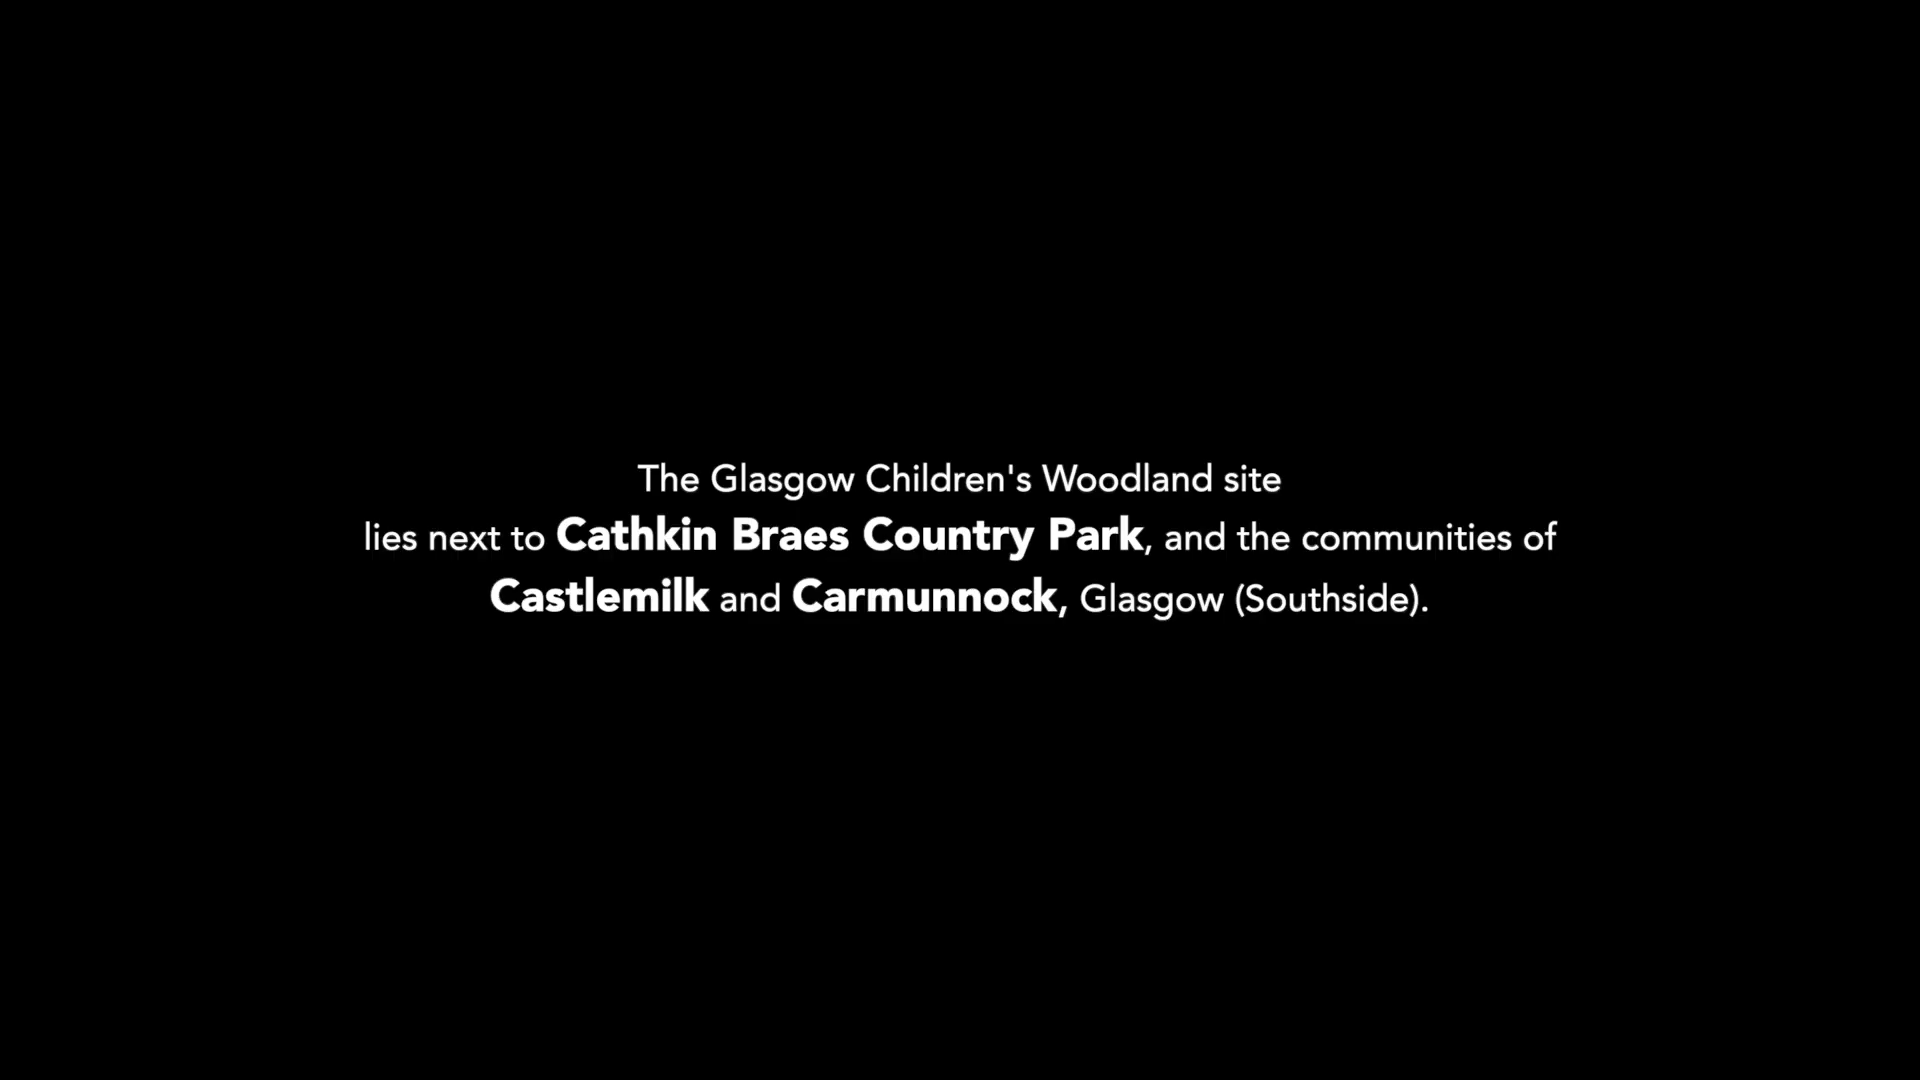 The Glasgow Children's Woodland site
lies next to Cathkin Braes Country Park, and the communities of
Castlemilk and Carmunnock, Glasgow (Southside).